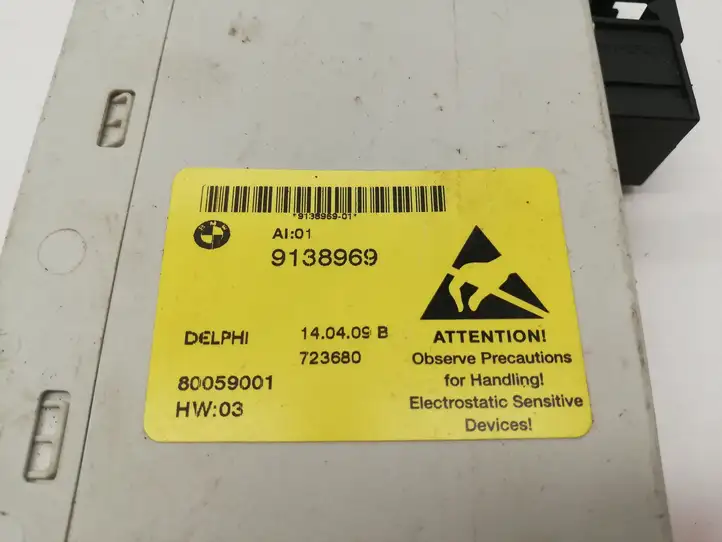 *9138969-01*
BMW
AI:01
9138969
DELPHI
14.04.09 B
723680
80059001
HW:03
ATTENTION!
Observe Precautions
for Handling!
Electrostatic Sensitive
Devices!